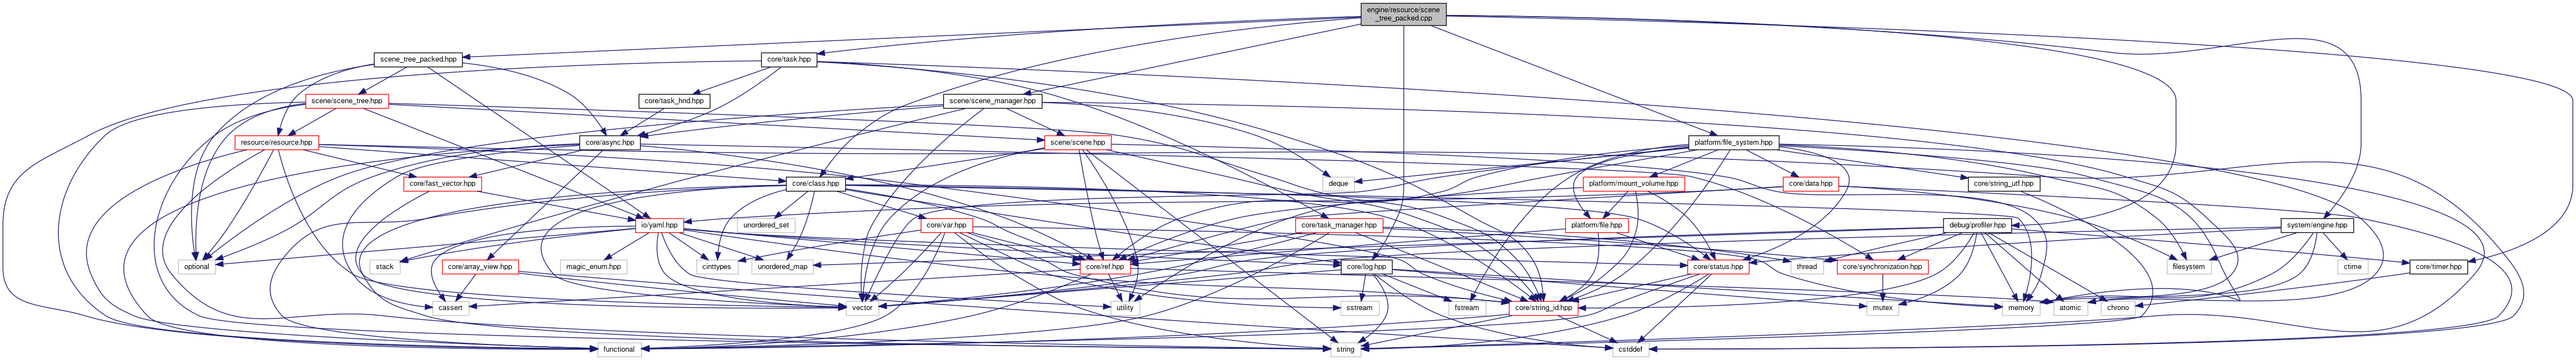 engine/resource/scene
_tree_packed.cpp
scene_tree_packed.hpp
core/task.hpp
scene/scene_tree.hpp
core/task_hnd.hpp
scene/scene_manager.hpp
resource/resource.hpp
core/async.hpp
scene/scene.hpp
platform/file_system.hpp
core/fast_vector.hpp
core/class.hpp
deque
platform/mount_volume.hpp
core/data.hpp
core/string_utf.hpp
io/yaml.hpp
unordered_set
core/var.hpp
core/task_manager.hpp
platform/file.hpp
debug/profiler.hpp
system/engine.hpp
optional
stack
core/array_view.hpp
magic_enum.hpp
cinttypes
unordered_map
core/ref.hpp
core/log.hpp
core/status.hpp
thread
core/synchronization.hpp
filesystem
ctime
core/timer.hpp
cassert
vector
utility
sstream
fstream
core/string_id.hpp
mutex
memory
atomic
chrono
functional
string
cstddef